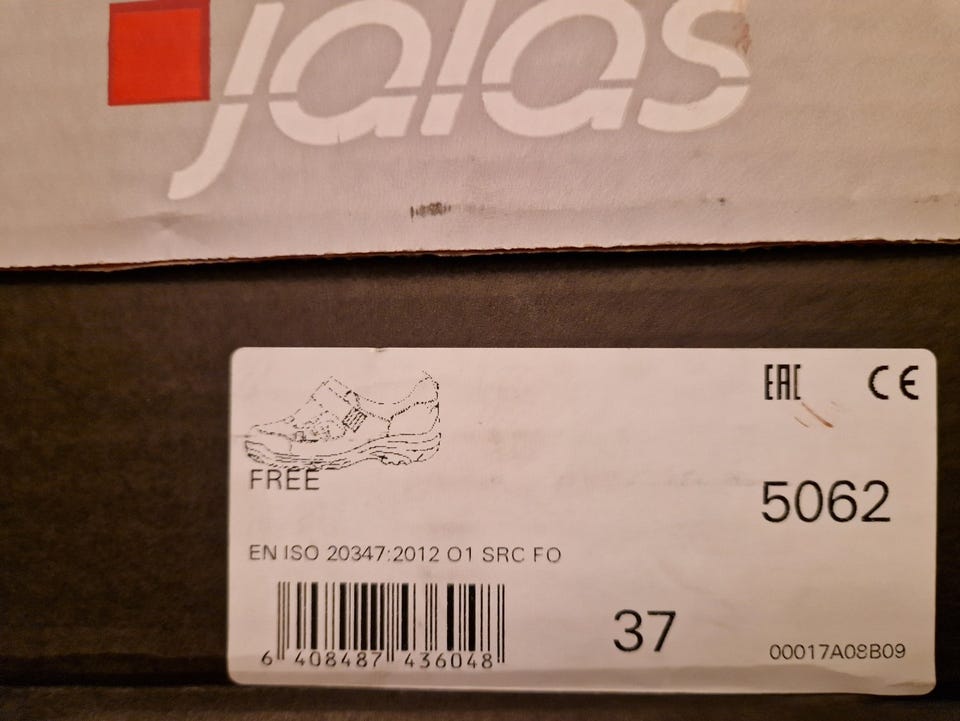 jalas
EAC CE
FREE
5062
EN ISO 20347:2012 O1 SRC FO
37
6 408487 436048
00017A08B09